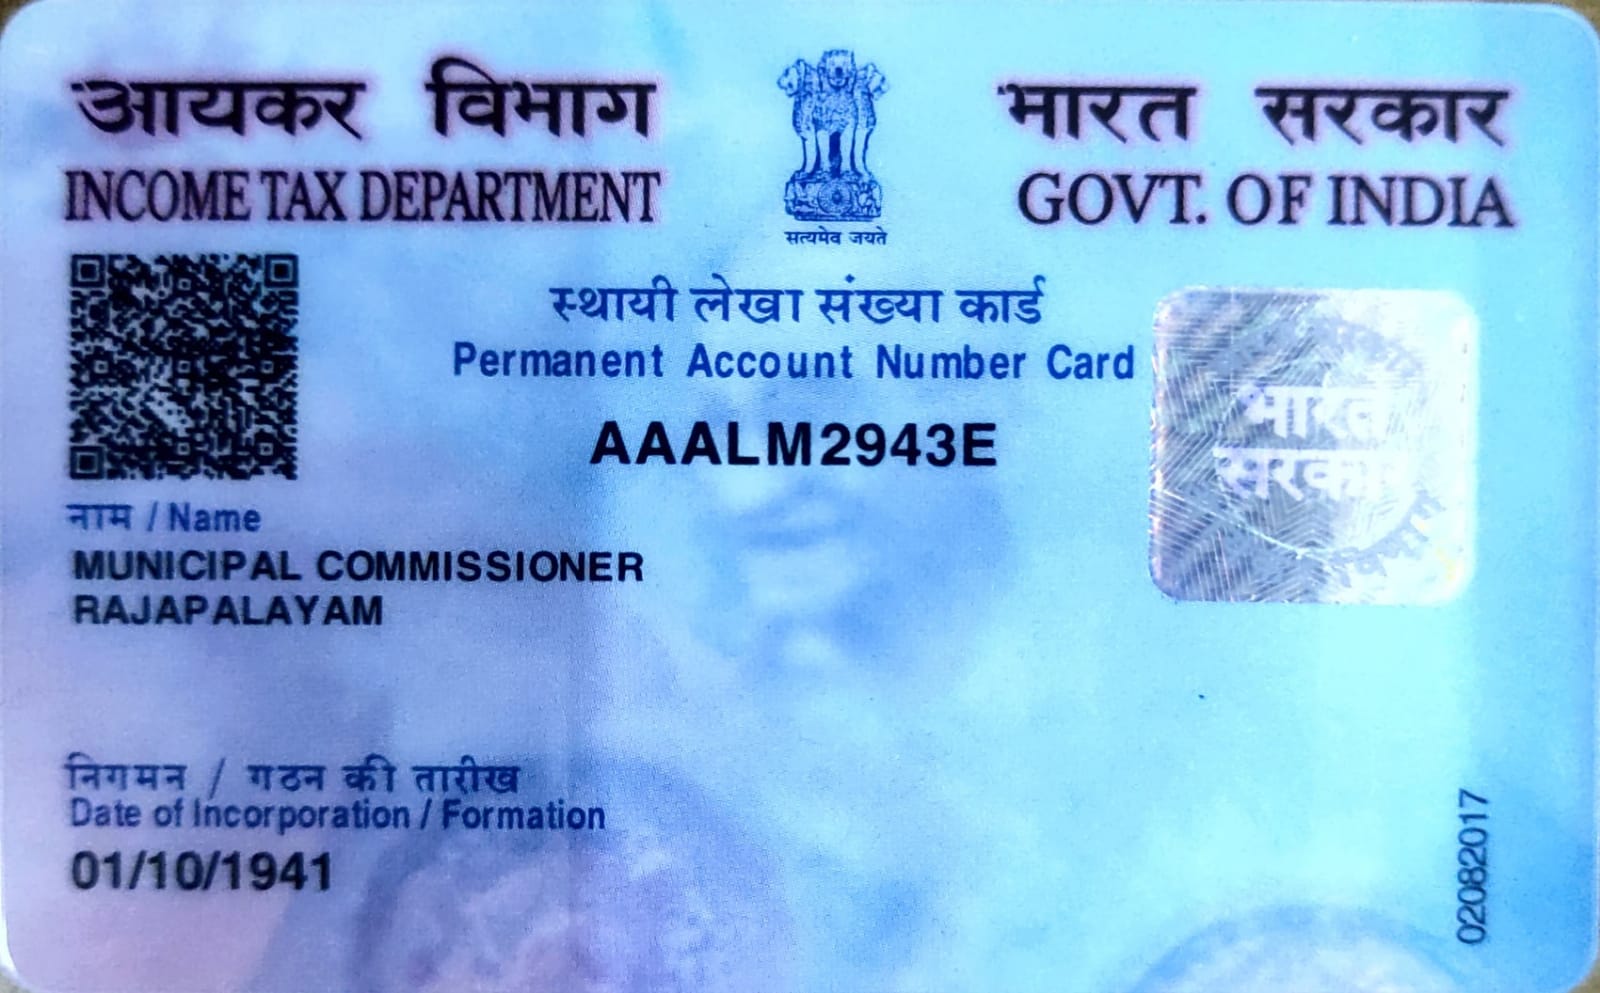 आयकर विभाग
INCOME TAX DEPARTMENT
सत्यमेव जयते
भारत सरकार
GOVT. OF INDIA
स्थायी लेखा संख्या कार्ड
Permanent Account Number Card
AAALM2943E
भारत
सरकार
नाम / Name
MUNICIPAL COMMISSIONER
RAJAPALAYAM
निगमन / गठन की तारीख
Date of Incorporation / Formation
01/10/1941
02082017